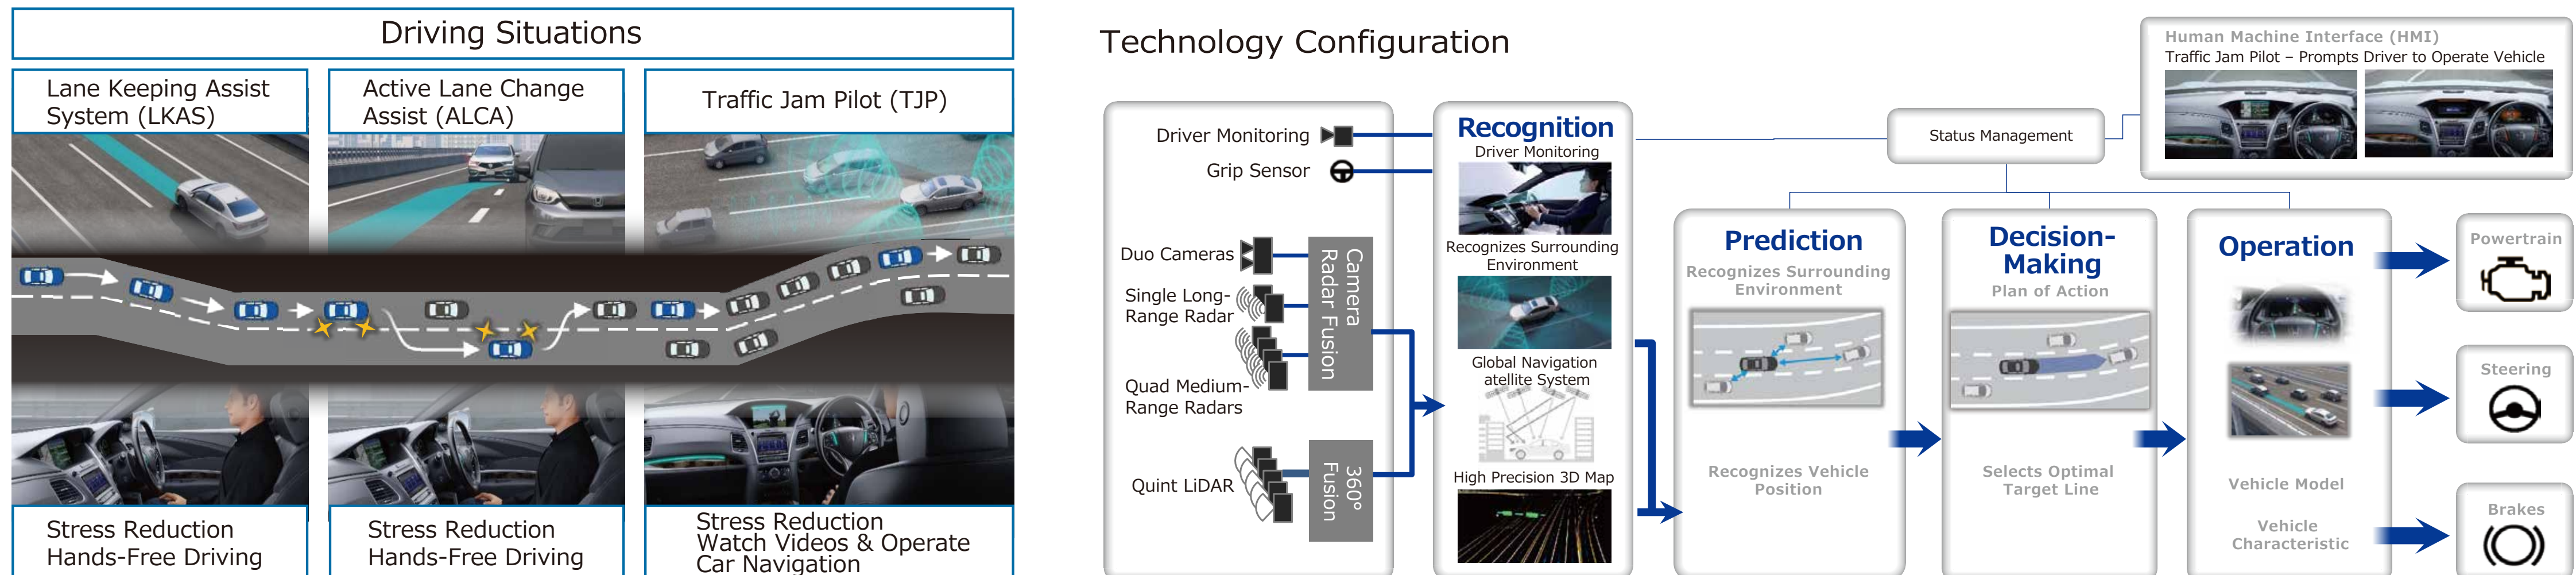 Driving Situations
Lane Keeping Assist
System (LKAS)
Active Lane Change
Assist (ALCA)
Traffic Jam Pilot (TJP)
Stress Reduction
Hands-Free Driving
Stress Reduction
Hands-Free Driving
Stress Reduction
Watch Videos & Operate
Car Navigation
Technology Configuration
Driver Monitoring
Grip Sensor
Duo Cameras
Single Long-
Range Radar
Quad Medium-
Range Radars
Quint LiDAR
Camera
Radar Fusion
360°
Fusion
Recognition
Driver Monitoring
Recognizes Surrounding
Environment
Global Navigation
atellite System
High Precision 3D Map
Status Management
Human Machine Interface (HMI)
Traffic Jam Pilot – Prompts Driver to Operate Vehicle
Prediction
Recognizes Surrounding
Environment
Recognizes Vehicle
Position
Decision-
Making
Plan of Action
Selects Optimal
Target Line
Operation
Vehicle Model
Vehicle
Characteristic
Powertrain
Steering
Brakes